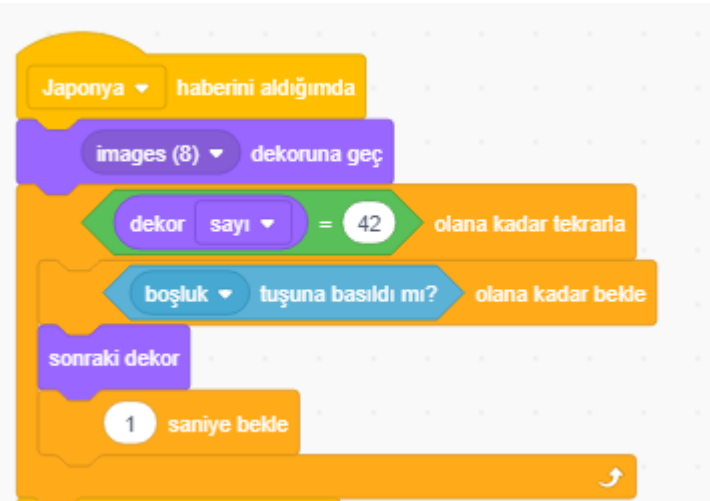 Japonya haberini aldığımda
images (8) dekoruna geç
dekor sayı = 42 olana kadar tekrarla
boşluk tuşuna basıldı mı? olana kadar bekle
sonraki dekor
1 saniye bekle